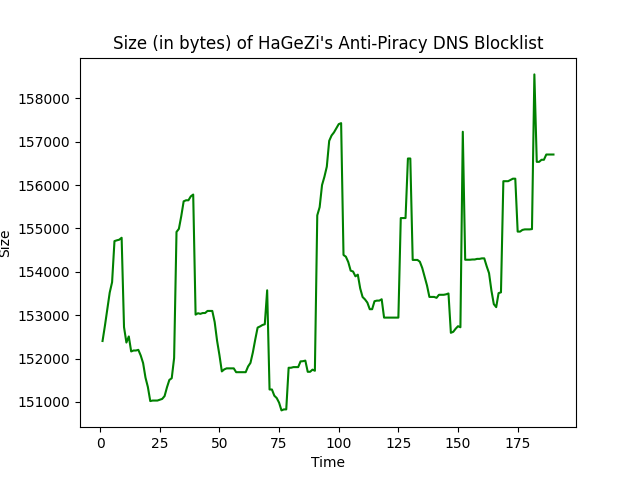 Size (in bytes) of HaGeZi's Anti-Piracy DNS Blocklist
158000
157000
156000
155000
154000
153000
152000
151000
Size
0 25 50 75 100 125 150 175
Time